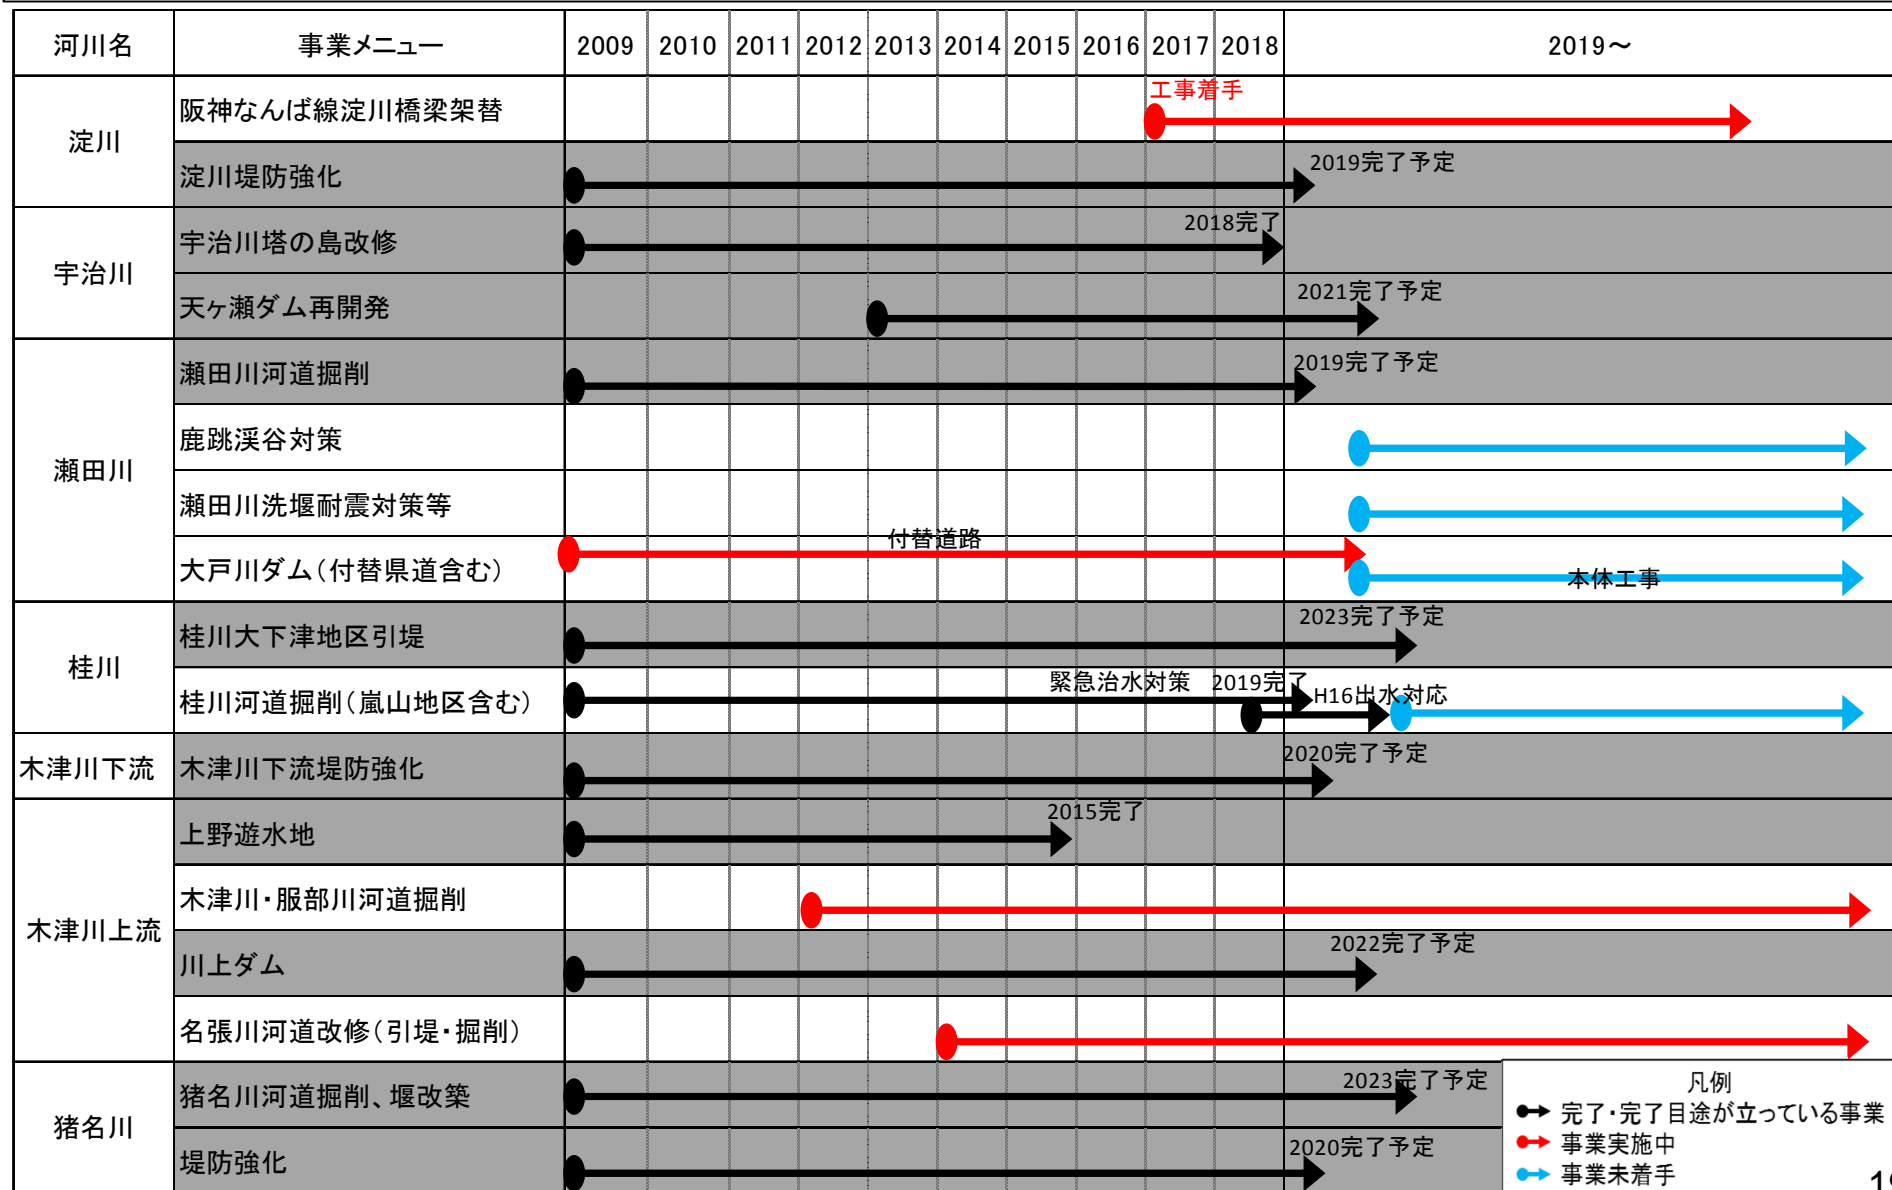 河川名 事業メニュー 2009 2010 2011 2012 2013 2014 2015 2016 2017 2018 2019～
淀川
阪神なんば線淀川橋梁架替 工事着手
淀川堤防強化 2019完了予定
宇治川
宇治川塔の島改修 2018完了
天ヶ瀬ダム再開発 2021完了予定
瀬田川
瀬田川河道掘削 2019完了予定
鹿跳渓谷対策
瀬田川洗堰耐震対策等
大戸川ダム（付替県道含む） 付替道路 本体工事
桂川
桂川大下津地区引堤 2023完了予定
桂川河道掘削（嵐山地区含む） 緊急治水対策 2019完了 H16出水対応
木津川下流 木津川下流堤防強化 2020完了予定
木津川上流
上野遊水地 2015完了
木津川・服部川河道掘削
川上ダム 2022完了予定
名張川河道改修（引堤・掘削）
猪名川
猪名川河道掘削、堰改築 2023完了予定
堤防強化 2020完了予定
凡例
完了・完了目途が立っている事業
事業実施中
事業未着手